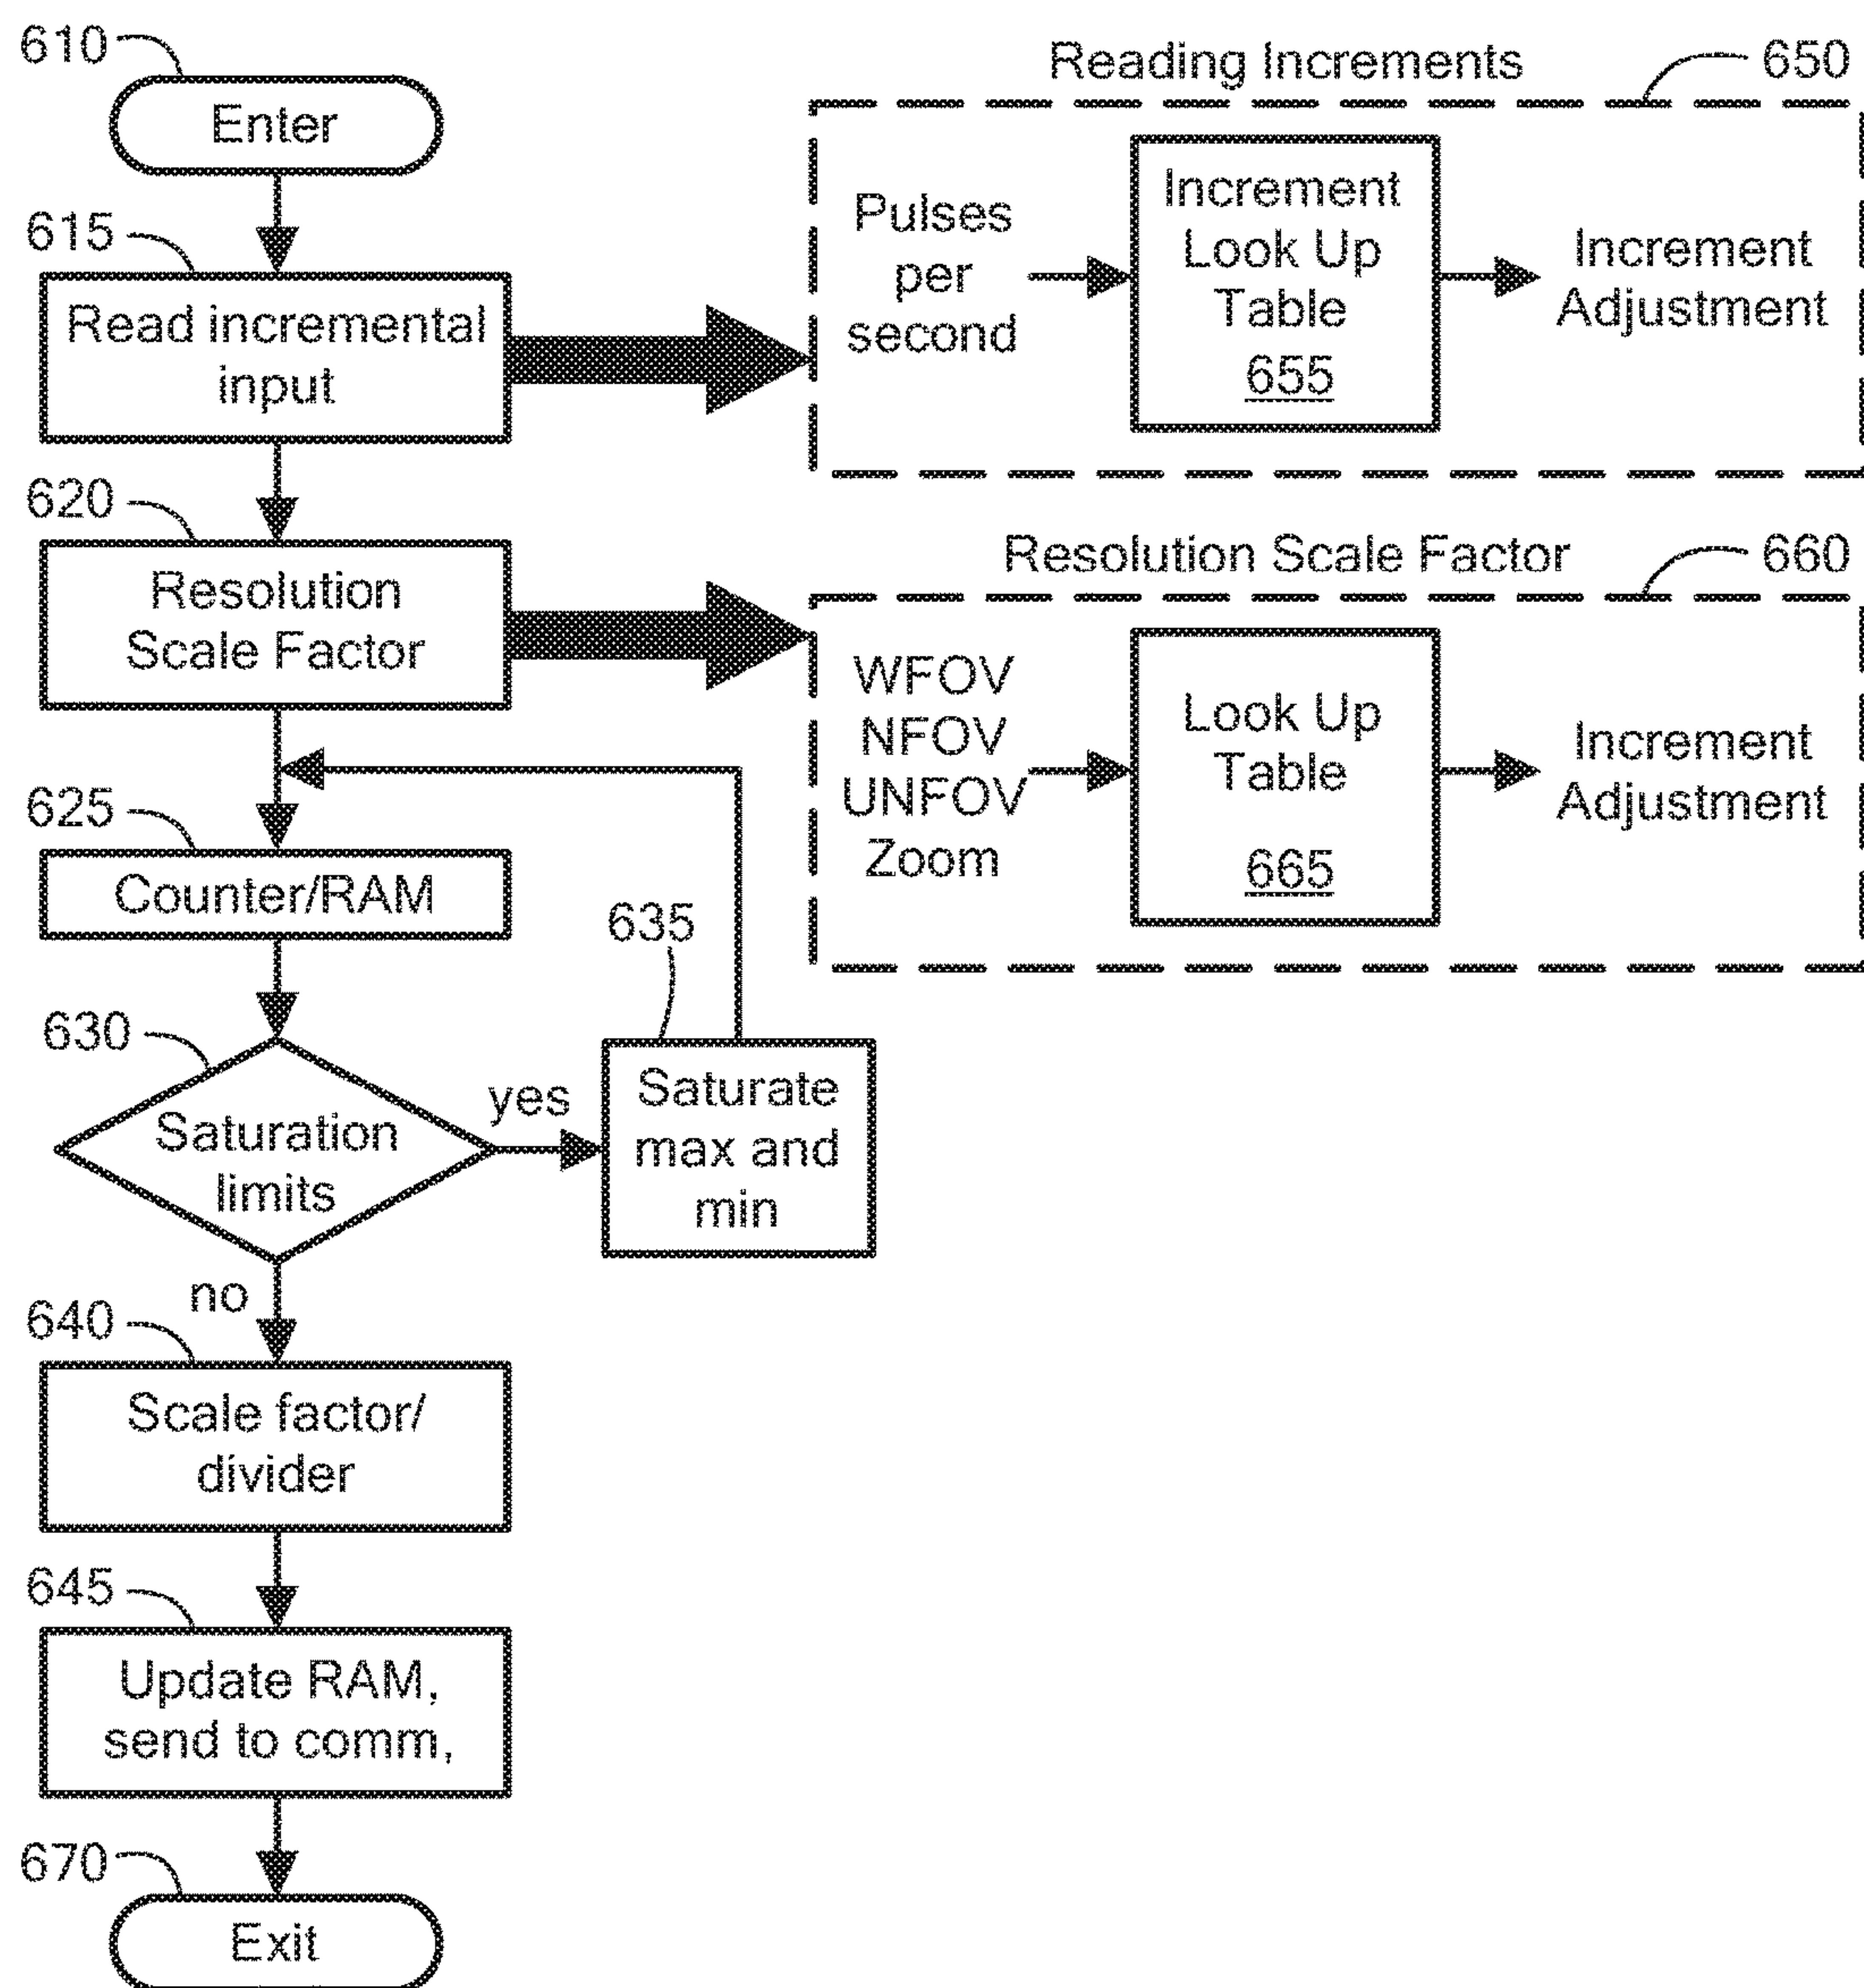 610
Enter
615
Read incremental
input
620
Resolution
Scale Factor
625
Counter/RAM
630
Saturation
limits
yes
635
Saturate
max and
min
no
640
Scale factor/
divider
645
Update RAM,
send to comm,
670
Exit
Reading Increments
650
Pulses
per
second
Increment
Look Up
Table
655
Increment
Adjustment
Resolution Scale Factor
660
WFOV
NFOV
UNFOV
Zoom
Look Up
Table
665
Increment
Adjustment